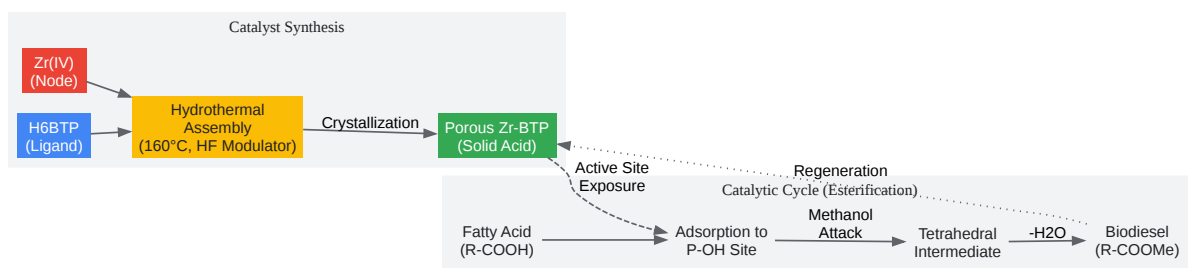 Catalyst Synthesis
Zr(IV)
(Node)
H6BTP
(Ligand)
Hydrothermal
Assembly
(160°C, HF Modulator)
Crystallization
Porous Zr-BTP
(Solid Acid)
Active Site
Exposure
Regeneration
Catalytic Cycle (Esterification)
Fatty Acid
(R-COOH)
Adsorption to
P-OH Site
Methanol
Attack
Tetrahedral
Intermediate
-H2O
Biodiesel
(R-COOMe)